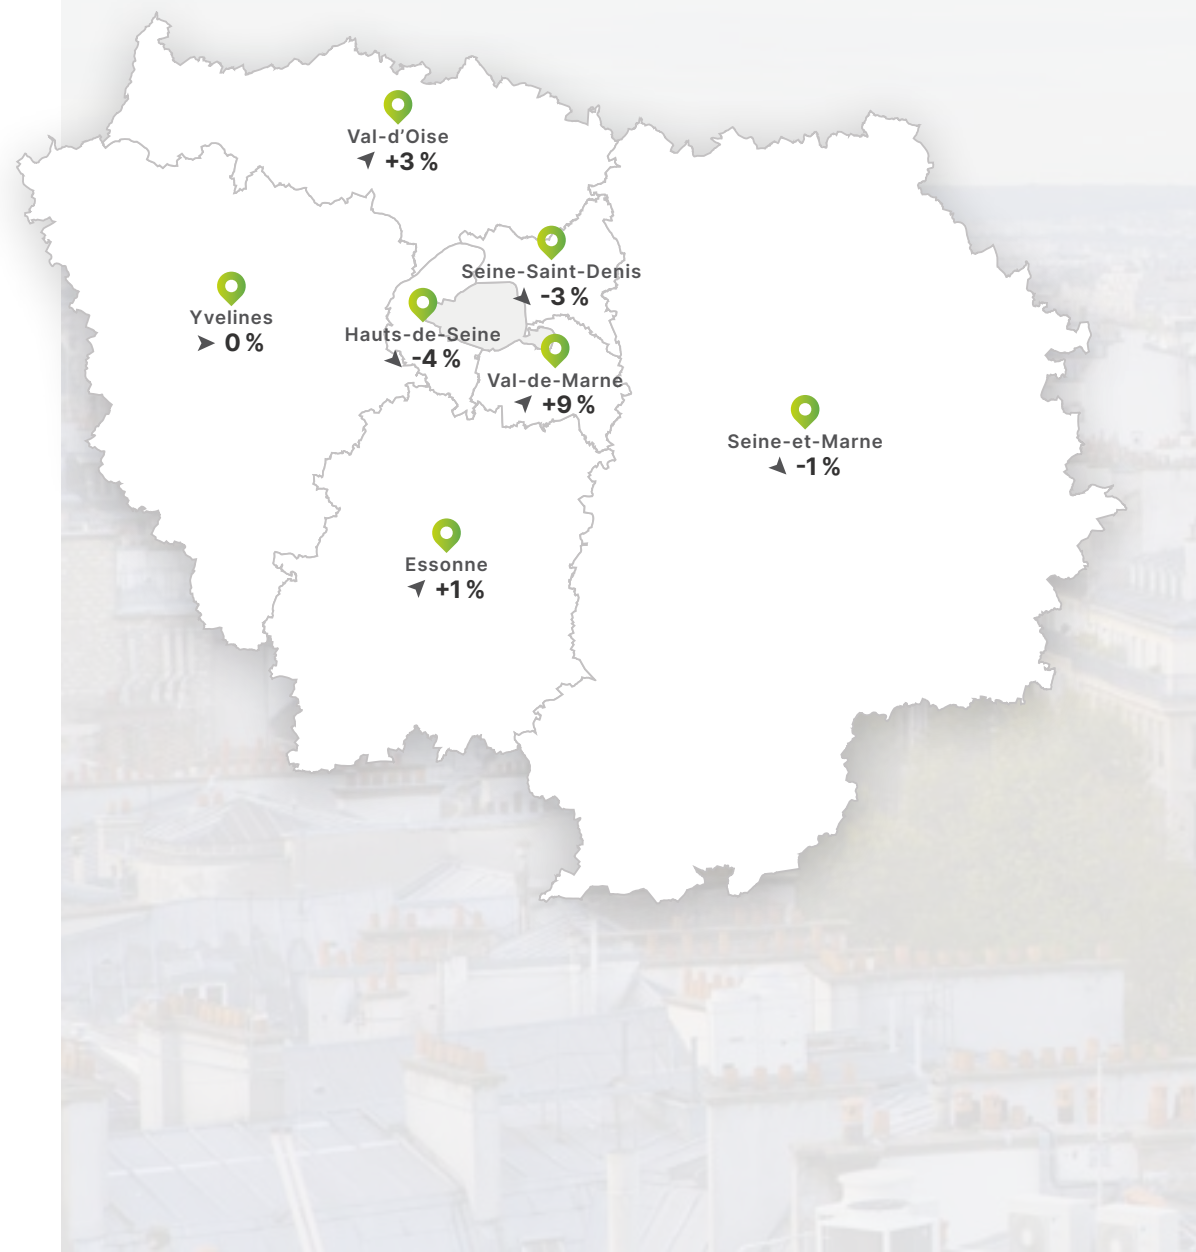 Val-d’Oise
+3 %
Seine-Saint-Denis
-3 %
Yvelines
0 %
Hauts-de-Seine
-4 %
Val-de-Marne
+9 %
Seine-et-Marne
-1 %
Essonne
+1 %